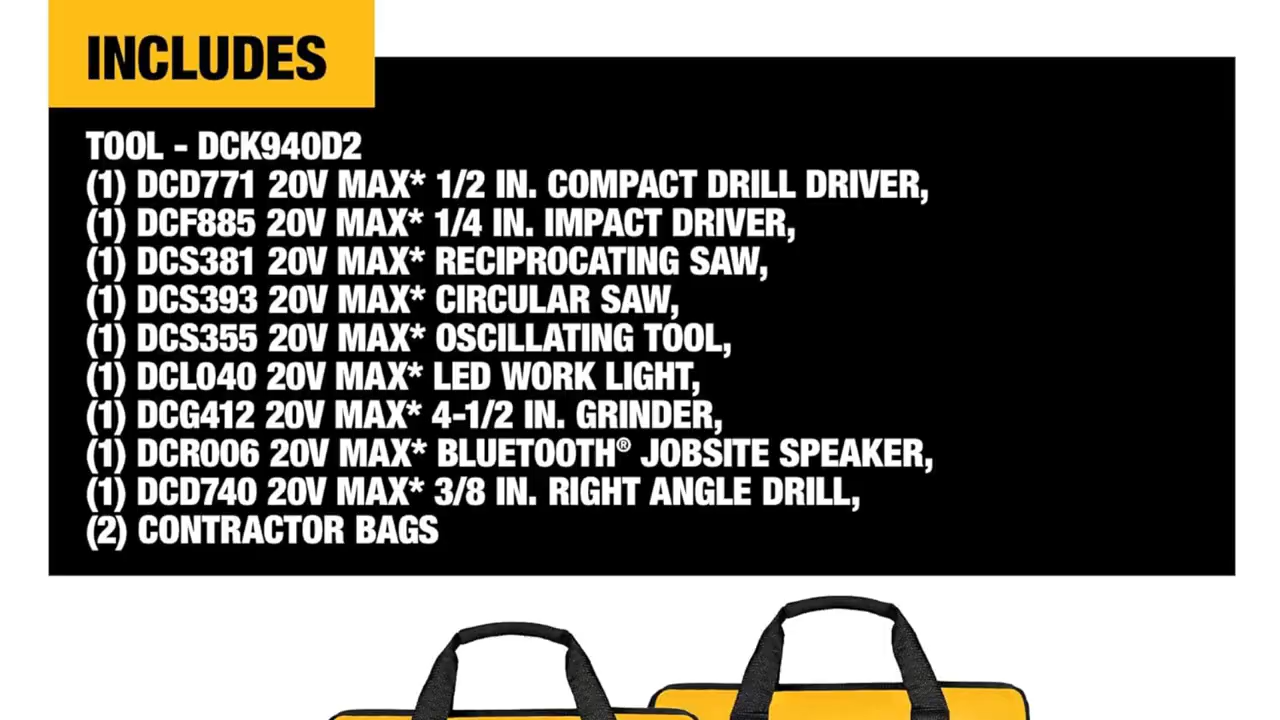 INCLUDES
TOOL - DCK940D2
(1) DCD771 20V MAX* 1/2 IN. COMPACT DRILL DRIVER,
(1) DCF885 20V MAX* 1/4 IN. IMPACT DRIVER,
(1) DCS381 20V MAX* RECIPROCATING SAW,
(1) DCS393 20V MAX* CIRCULAR SAW,
(1) DCS355 20V MAX* OSCILLATING TOOL,
(1) DCL040 20V MAX* LED WORK LIGHT,
(1) DCG412 20V MAX* 4-1/2 IN. GRINDER,
(1) DCR006 20V MAX* BLUETOOTH® JOBSITE SPEAKER,
(1) DCD740 20V MAX* 3/8 IN. RIGHT ANGLE DRILL,
(2) CONTRACTOR BAGS